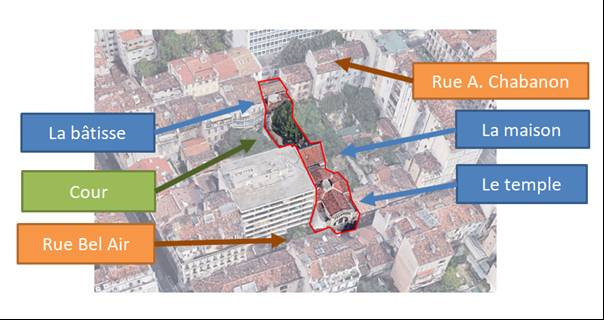 Rue A. Chabanon
La bâtisse
La maison
Cour
Le temple
Rue Bel Air